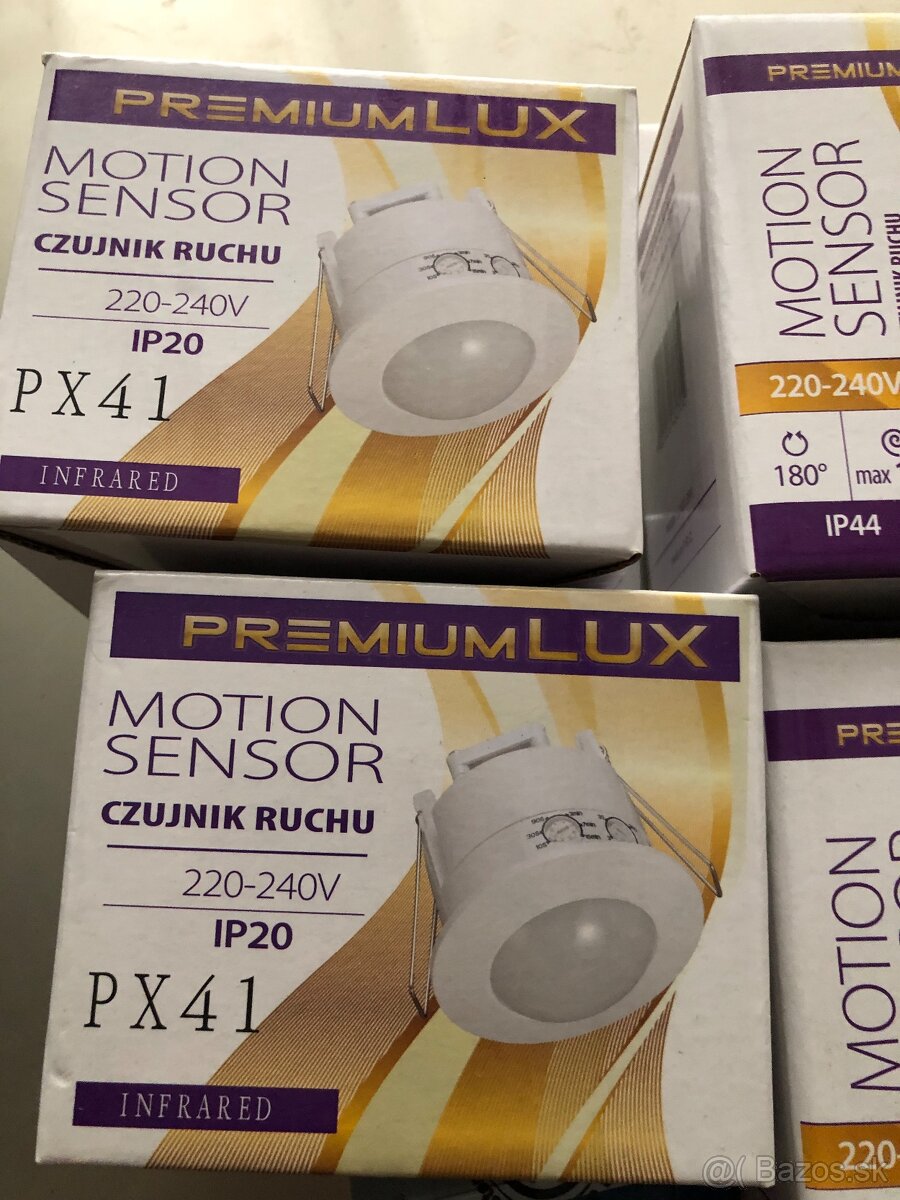 PREMIUMLUX
MOTION
SENSOR
CZUJNIK RUCHU
220-240V
IP20
PX41
INFRARED
PREMIUM
MOTION
SENSOR
220-240V
180°
max
IP44
PREMIUMLUX
MOTION
SENSOR
CZUJNIK RUCHU
220-240V
IP20
PX41
INFRARED
PRE
MOTION
220-
@( Bazos.sk